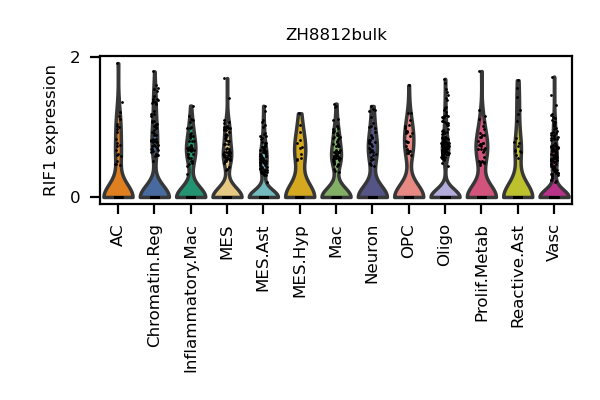 ZH8812bulk
2
RIF1 expression
0
AC
Chromatin.Reg
Inflammatory.Mac
MES
MES.Ast
MES.Hyp
Mac
Neuron
OPC
Oligo
Prolif.Metab
Reactive.Ast
Vasc